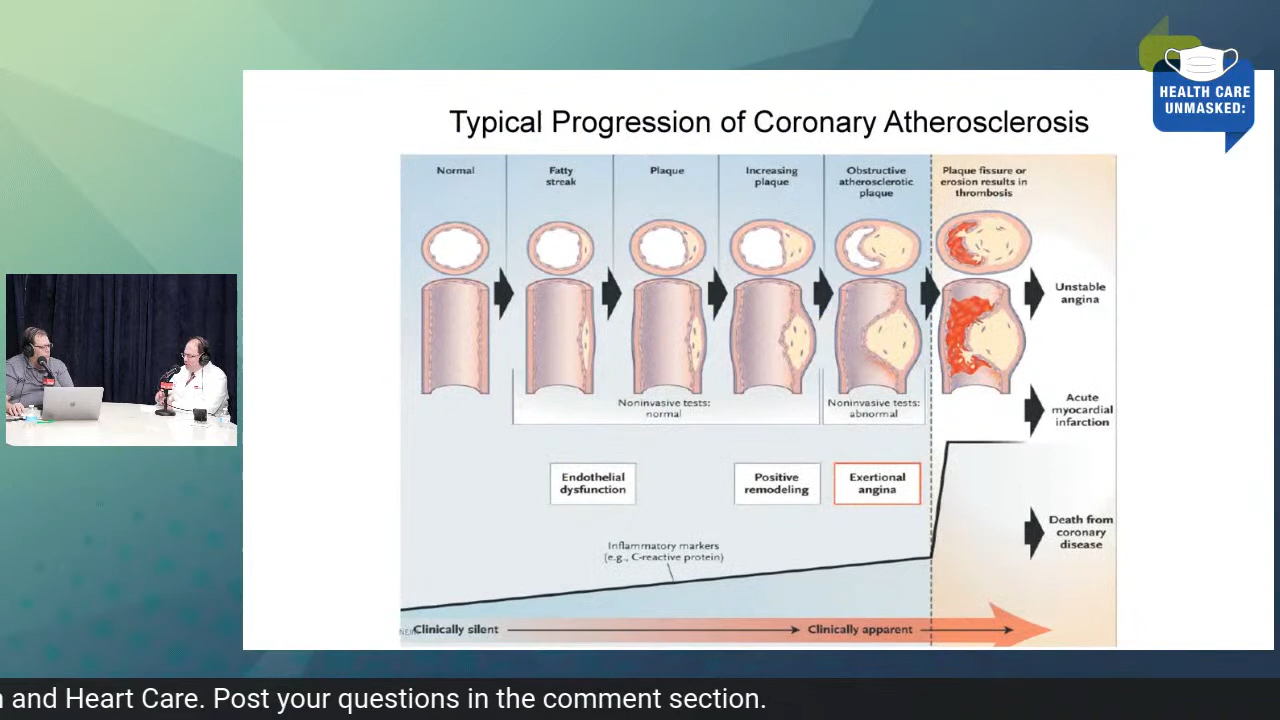 HEALTH CARE
UNMASKED:
Typical Progression of Coronary Atherosclerosis
Normal
Fatty
streak
Plaque
Increasing
plaque
Obstructive
atherosclerotic
plaque
Plaque fissure or
erosion results in
thrombosis
Unstable
angina
Noninvasive tests:
normal
Noninvasive tests:
abnormal
Acute
myocardial
infarction
Endothelial
dysfunction
Positive
remodeling
Exertional
angina
Death from
coronary
disease
Inflammatory markers
(e.g., C-reactive protein)
Clinically silent
Clinically apparent
and Heart Care. Post your questions in the comment section.